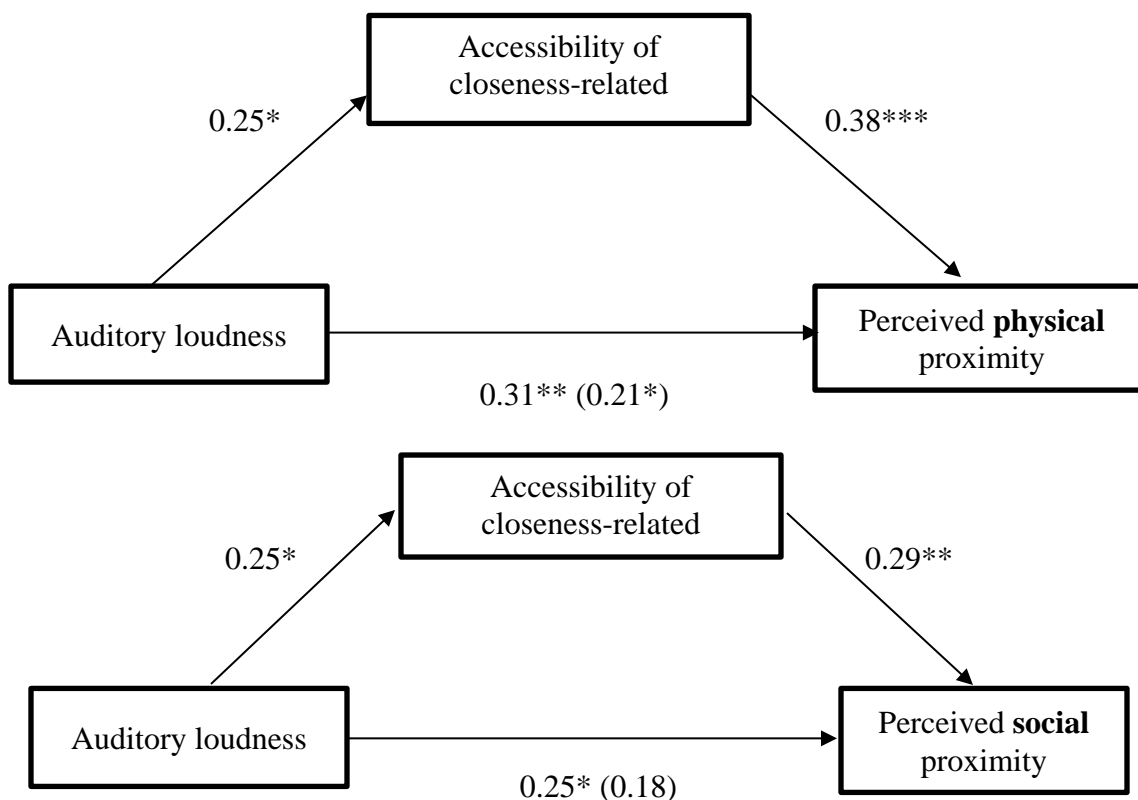 Accessibility of
closeness-related
0.25*
0.38***
Auditory loudness
Perceived physical
proximity
0.31** (0.21*)
Accessibility of
closeness-related
0.25*
0.29**
Auditory loudness
Perceived social
proximity
0.25* (0.18)